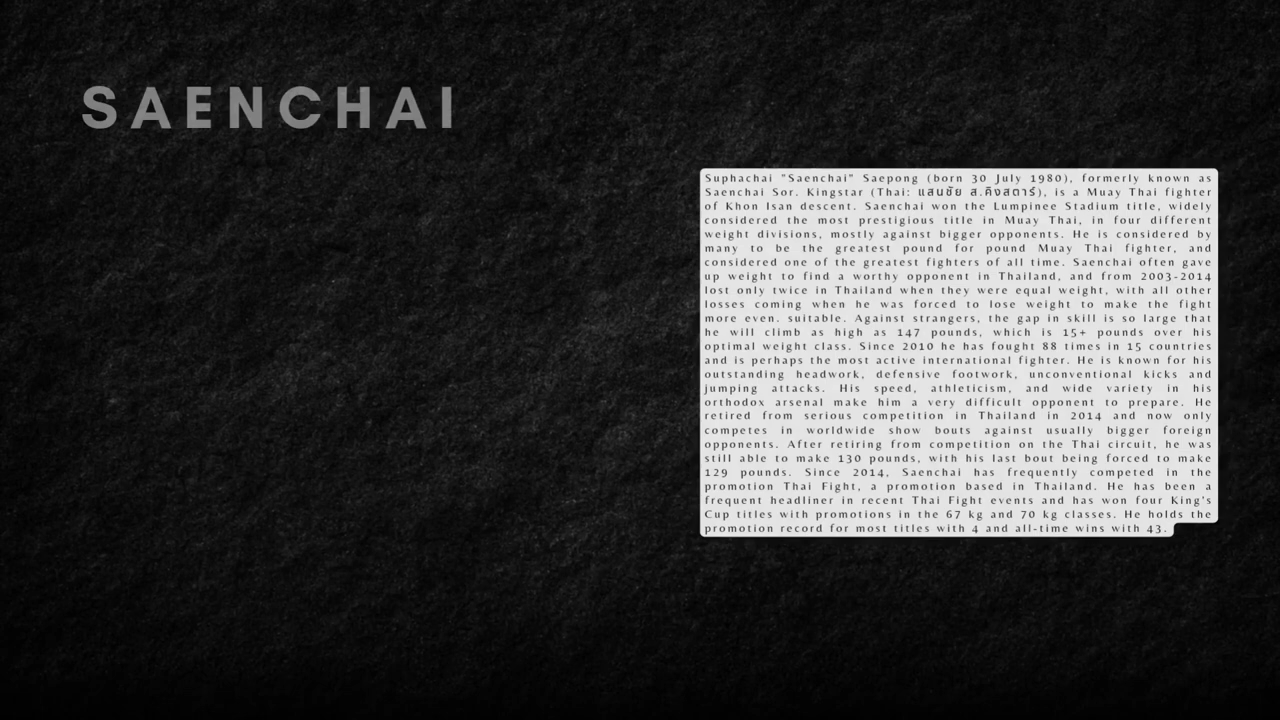 SAENCHAI
Suphachai "Saenchai" Saepong (born 30 July 1980), formerly known as
Saenchai Sor. Kingstar (Thai: แสนชัย ส.คิงสตาร์), is a Muay Thai fighter
of Khon Isan descent. Saenchai won the Lumpinee Stadium title, widely
considered the most prestigious title in Muay Thai, in four different
weight divisions, mostly against bigger opponents. He is considered by
many to be the greatest pound for pound Muay Thai fighter, and
considered one of the greatest fighters of all time. Saenchai often gave
up weight to find a worthy opponent in Thailand, and from 2003-2014
lost only twice in Thailand when they were equal weight, with all other
losses coming when he was forced to lose weight to make the fight
more even. suitable. Against strangers, the gap in skill is so large that
he will climb as high as 147 pounds, which is 15+ pounds over his
optimal weight class. Since 2010 he has fought 88 times in 15 countries
and is perhaps the most active international fighter. He is known for his
outstanding headwork, defensive footwork, unconventional kicks and
jumping attacks. His speed, athleticism, and wide variety in his
orthodox arsenal make him a very difficult opponent to prepare. He
retired from serious competition in Thailand in 2014 and now only
competes in worldwide show bouts against usually bigger foreign
opponents. After retiring from competition on the Thai circuit, he was
still able to make 130 pounds, with his last bout being forced to make
129 pounds. Since 2014, Saenchai has frequently competed in the
promotion Thai Fight, a promotion based in Thailand. He has been a
frequent headliner in recent Thai Fight events and has won four King's
Cup titles with promotions in the 67 kg and 70 kg classes. He holds the
promotion record for most titles with 4 and all-time wins with 43.